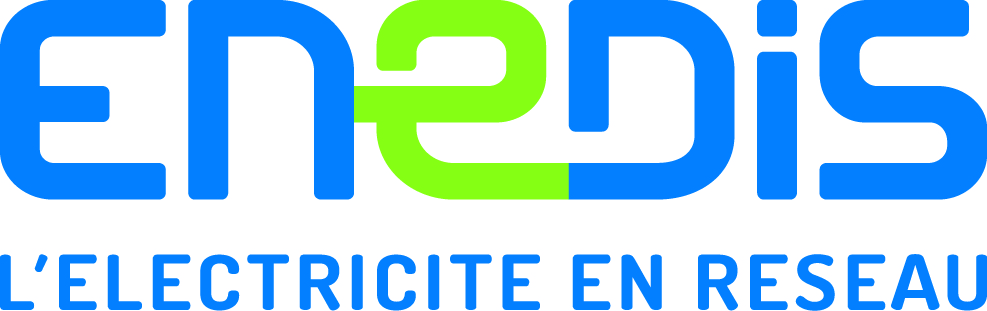 enedis
L'ELECTRICITE EN RESEAU